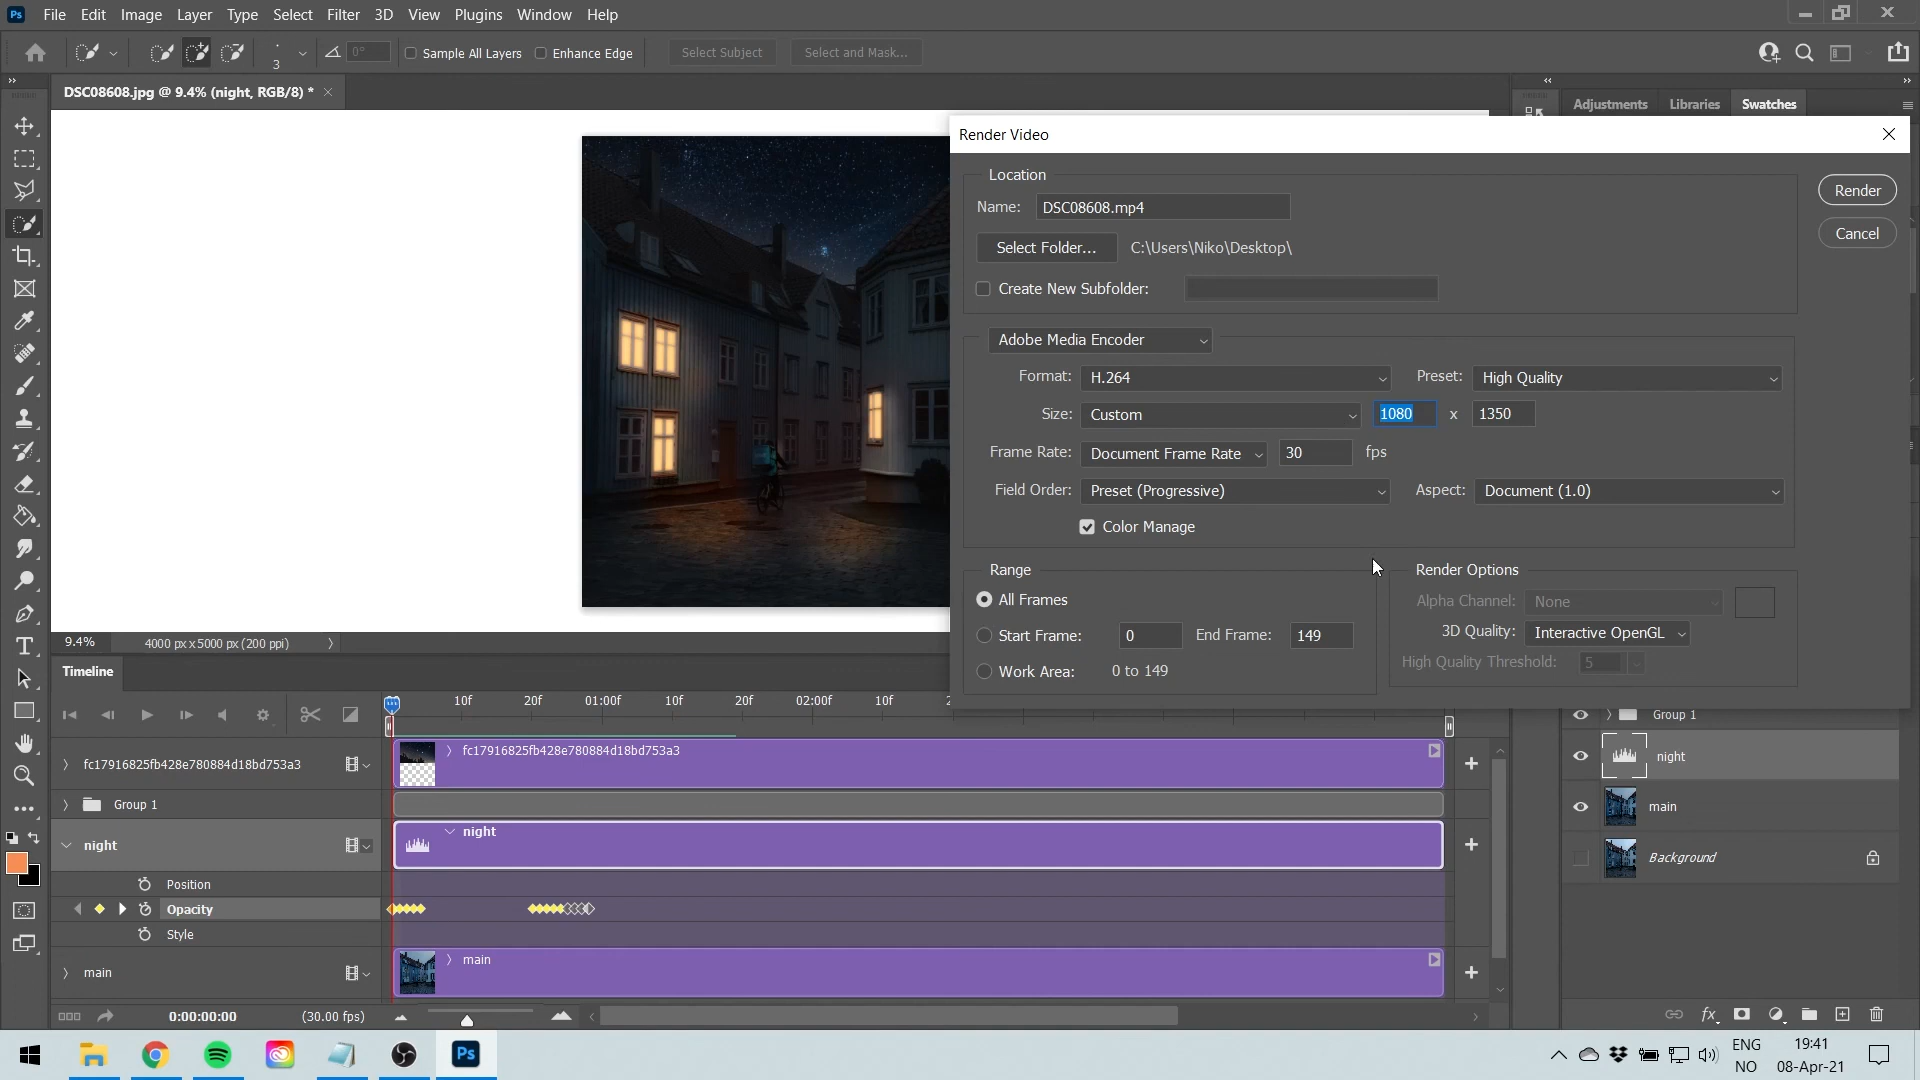 Ps File Edit Image Layer Type Select Filter 3D View Plugins Window Help
3 0° Sample All Layers Enhance Edge Select Subject Select and Mask...
DSC08608.jpg @ 9.4% (night, RGB/8) * ×
Adjustments Libraries Swatches
Render Video
Location
Name: DSC08608.mp4
Render
Select Folder... C:\Users\Niko\Desktop\
Cancel
Create New Subfolder:
Adobe Media Encoder
Format: H.264 Preset: High Quality
Size: Custom 1080 x 1350
Frame Rate: Document Frame Rate 30 fps
Field Order: Preset (Progressive) Aspect: Document (1.0)
Color Manage
Range
All Frames
Start Frame: 0 End Frame: 149
Work Area: 0 to 149
Render Options
Alpha Channel: None
3D Quality: Interactive OpenGL
High Quality Threshold: 5
9.4% 4000 px x 5000 px (200 ppi)
Timeline
10f 20f 01:00f 10f 20f 02:00f 10f 2
fc17916825fb428e780884d18bd753a3 fc17916825fb428e780884d18bd753a3
Group 1
night night
Position
Opacity
Style
main main
0:00:00:00 (30.00 fps)
Group 1
night
main
Background
fx
Ps
ENG
NO
19:41
08-Apr-21